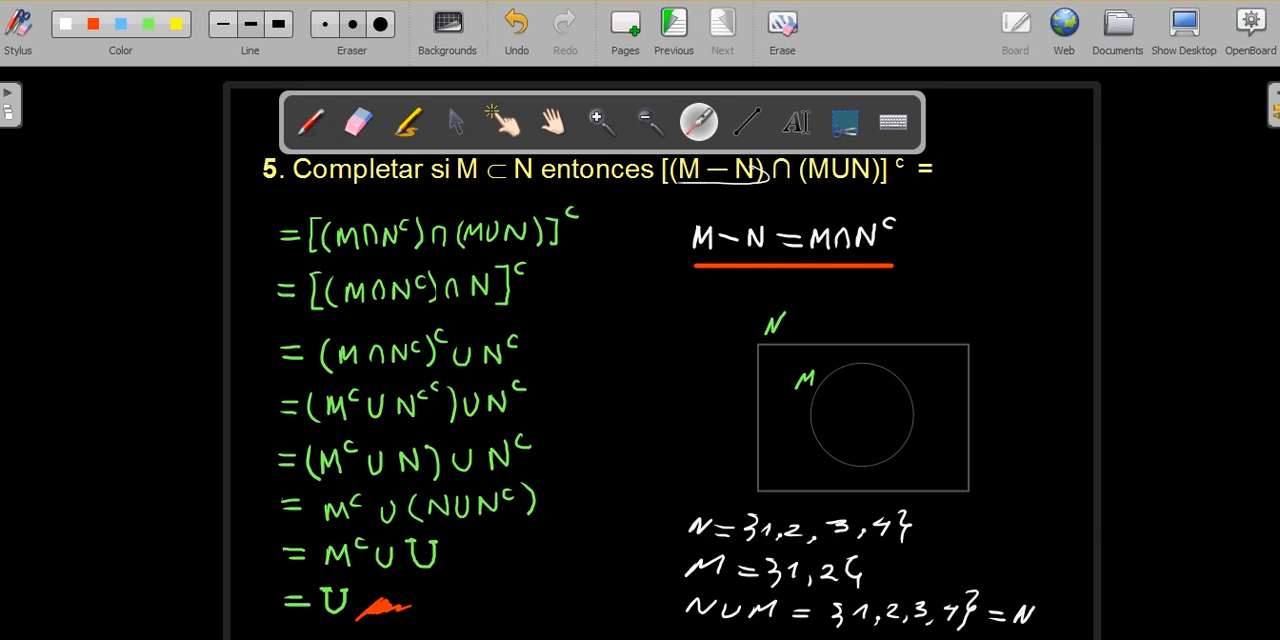 Stylus Color Line Eraser Backgrounds Undo Redo Pages Previous Next Erase Board Web Documents Show Desktop OpenBoard
5. Completar si M ⊂ N entonces [(M – N) ∩ (MUN)] ᶜ =
= [(M∩Nᶜ) ∩ (M∪N)]ᶜ
M – N = M∩Nᶜ
= [(M∩Nᶜ) ∩ N]ᶜ
= (M∩Nᶜ)ᶜ ∪ Nᶜ
= (Mᶜ ∪ Nᶜᶜ) ∪ Nᶜ
= (Mᶜ ∪ N) ∪ Nᶜ
= Mᶜ ∪ (N∪Nᶜ)
= Mᶜ ∪ U
= U
N
M
N = {1, 2, 3, 4}
M = {1, 2}
N ∪ M = {1, 2, 3, 4} = N